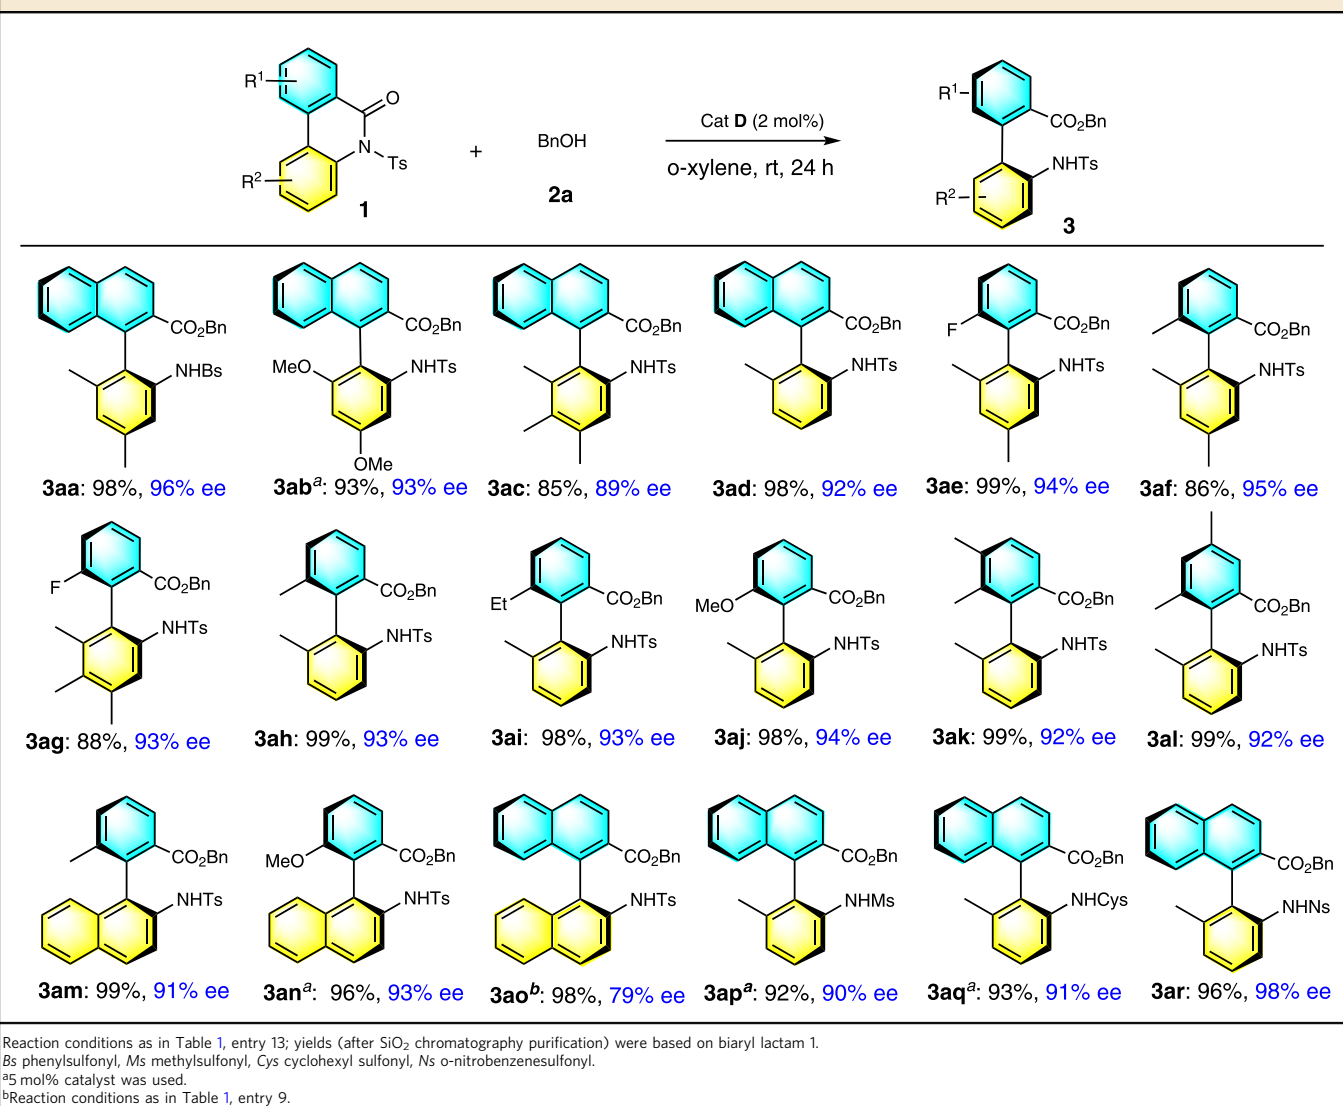 R¹
O
N
Ts
R²
1
+
BnOH
2a
Cat D (2 mol%)
o-xylene, rt, 24 h
R¹
CO₂Bn
NHTs
R²
3
CO₂Bn
NHBs
CO₂Bn
MeO
NHTs
OMe
CO₂Bn
NHTs
CO₂Bn
NHTs
F
CO₂Bn
NHTs
CO₂Bn
NHTs
3aa: 98%, 96% ee
3abᵃ: 93%, 93% ee
3ac: 85%, 89% ee
3ad: 98%, 92% ee
3ae: 99%, 94% ee
3af: 86%, 95% ee
F
CO₂Bn
NHTs
CO₂Bn
NHTs
Et
CO₂Bn
NHTs
MeO
CO₂Bn
NHTs
CO₂Bn
NHTs
CO₂Bn
NHTs
3ag: 88%, 93% ee
3ah: 99%, 93% ee
3ai: 98%, 93% ee
3aj: 98%, 94% ee
3ak: 99%, 92% ee
3al: 99%, 92% ee
CO₂Bn
NHTs
MeO
CO₂Bn
NHTs
CO₂Bn
NHTs
CO₂Bn
NHMs
CO₂Bn
NHCys
CO₂Bn
NHNs
3am: 99%, 91% ee
3anᵃ: 96%, 93% ee
3aoᵇ: 98%, 79% ee
3apᵃ: 92%, 90% ee
3aqᵃ: 93%, 91% ee
3ar: 96%, 98% ee
Reaction conditions as in Table 1, entry 13; yields (after SiO₂ chromatography purification) were based on biaryl lactam 1.
Bs phenylsulfonyl, Ms methylsulfonyl, Cys cyclohexyl sulfonyl, Ns o-nitrobenzenesulfonyl.
ᵃ5 mol% catalyst was used.
ᵇReaction conditions as in Table 1, entry 9.